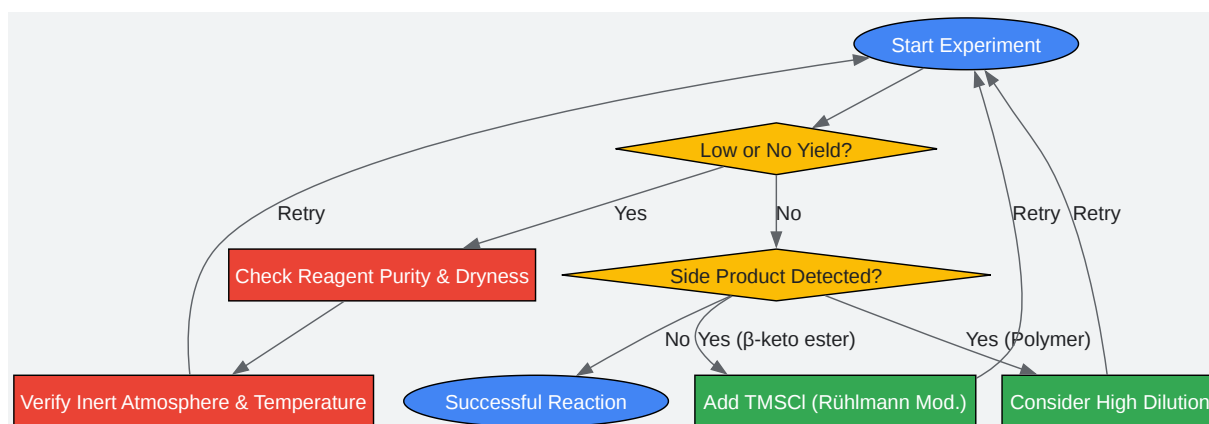 Start Experiment
Low or No Yield?
Retry
Yes
No
Retry
Retry
Check Reagent Purity & Dryness
Side Product Detected?
No
Yes (β-keto ester)
Yes (Polymer)
Verify Inert Atmosphere & Temperature
Successful Reaction
Add TMSCl (Rühlmann Mod.)
Consider High Dilution